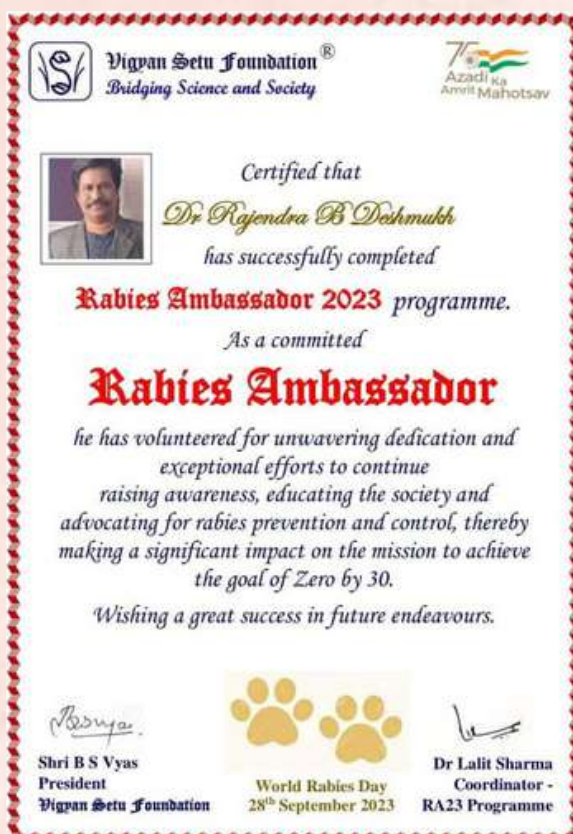 Vigyan Setu Foundation®
Bridging Science and Society
75
Azadi Ka
Amrit Mahotsav
Certified that
Dr Rajendra B Deshmukh
has successfully completed
Rabies Ambassador 2023 programme.
As a committed
Rabies Ambassador
he has volunteered for unwavering dedication and
exceptional efforts to continue
raising awareness, educating the society and
advocating for rabies prevention and control, thereby
making a significant impact on the mission to achieve
the goal of Zero by 30.
Wishing a great success in future endeavours.
Shri B S Vyas
President
Vigyan Setu Foundation
World Rabies Day
28th September 2023
Dr Lalit Sharma
Coordinator -
RA23 Programme